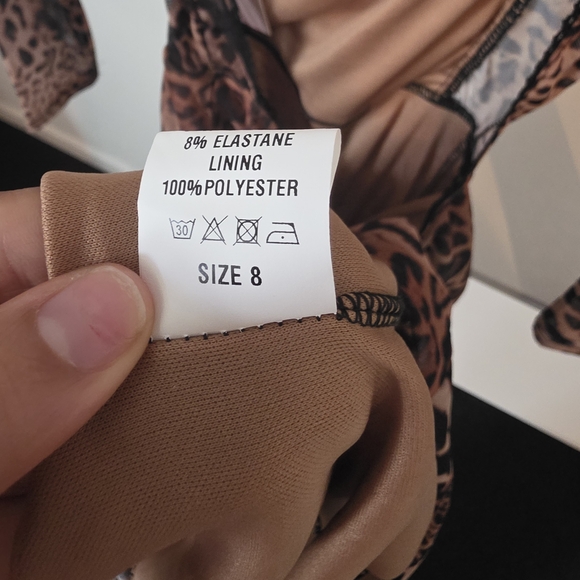 8% ELASTANE
LINING
100%POLYESTER
30
SIZE 8